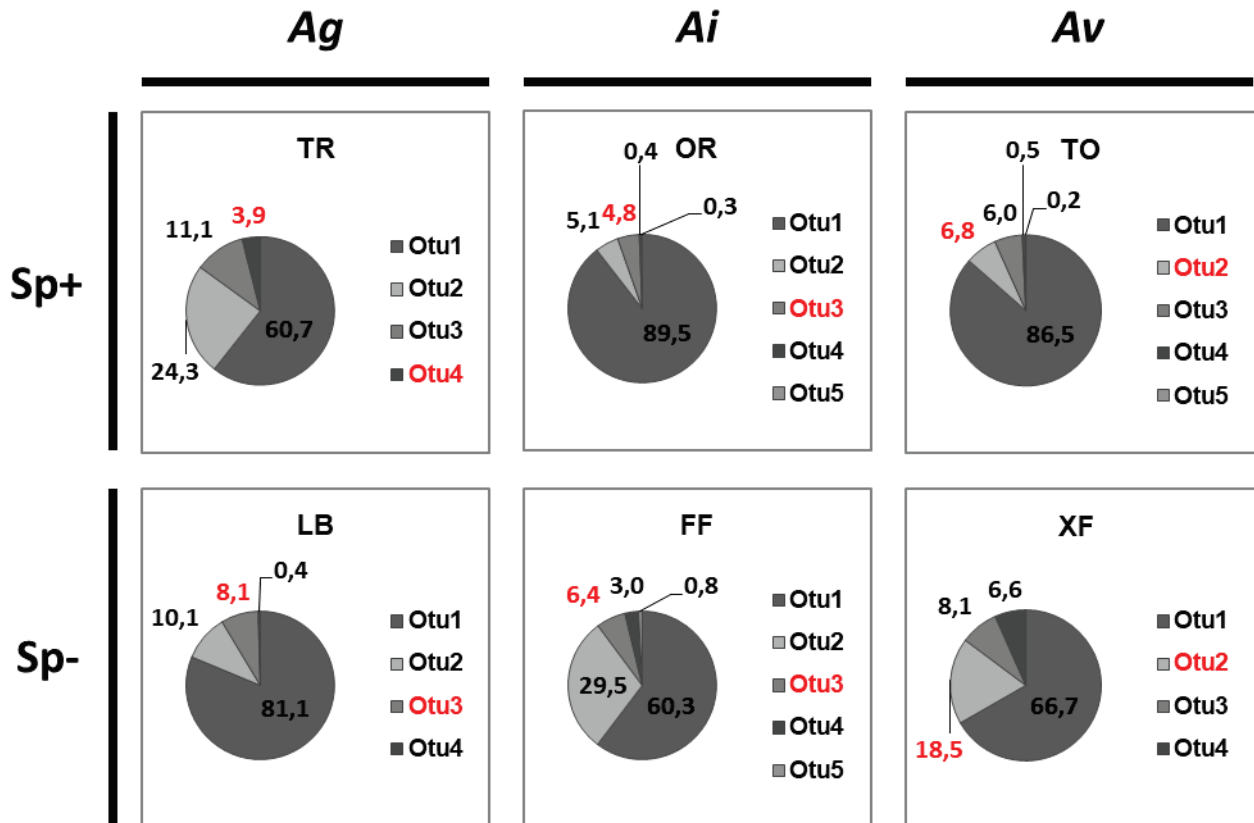 Ag
Ai
Av
Sp+
TR
11,1
3,9
24,3
60,7
Otu1
Otu2
Otu3
Otu4
0,4
OR
5,1
4,8
0,3
89,5
Otu1
Otu2
Otu3
Otu4
Otu5
0,5
TO
6,8
6,0
0,2
86,5
Otu1
Otu2
Otu3
Otu4
Otu5
Sp-
LB
10,1
8,1
0,4
81,1
Otu1
Otu2
Otu3
Otu4
FF
6,4
3,0
0,8
29,5
60,3
Otu1
Otu2
Otu3
Otu4
Otu5
XF
8,1
6,6
18,5
66,7
Otu1
Otu2
Otu3
Otu4